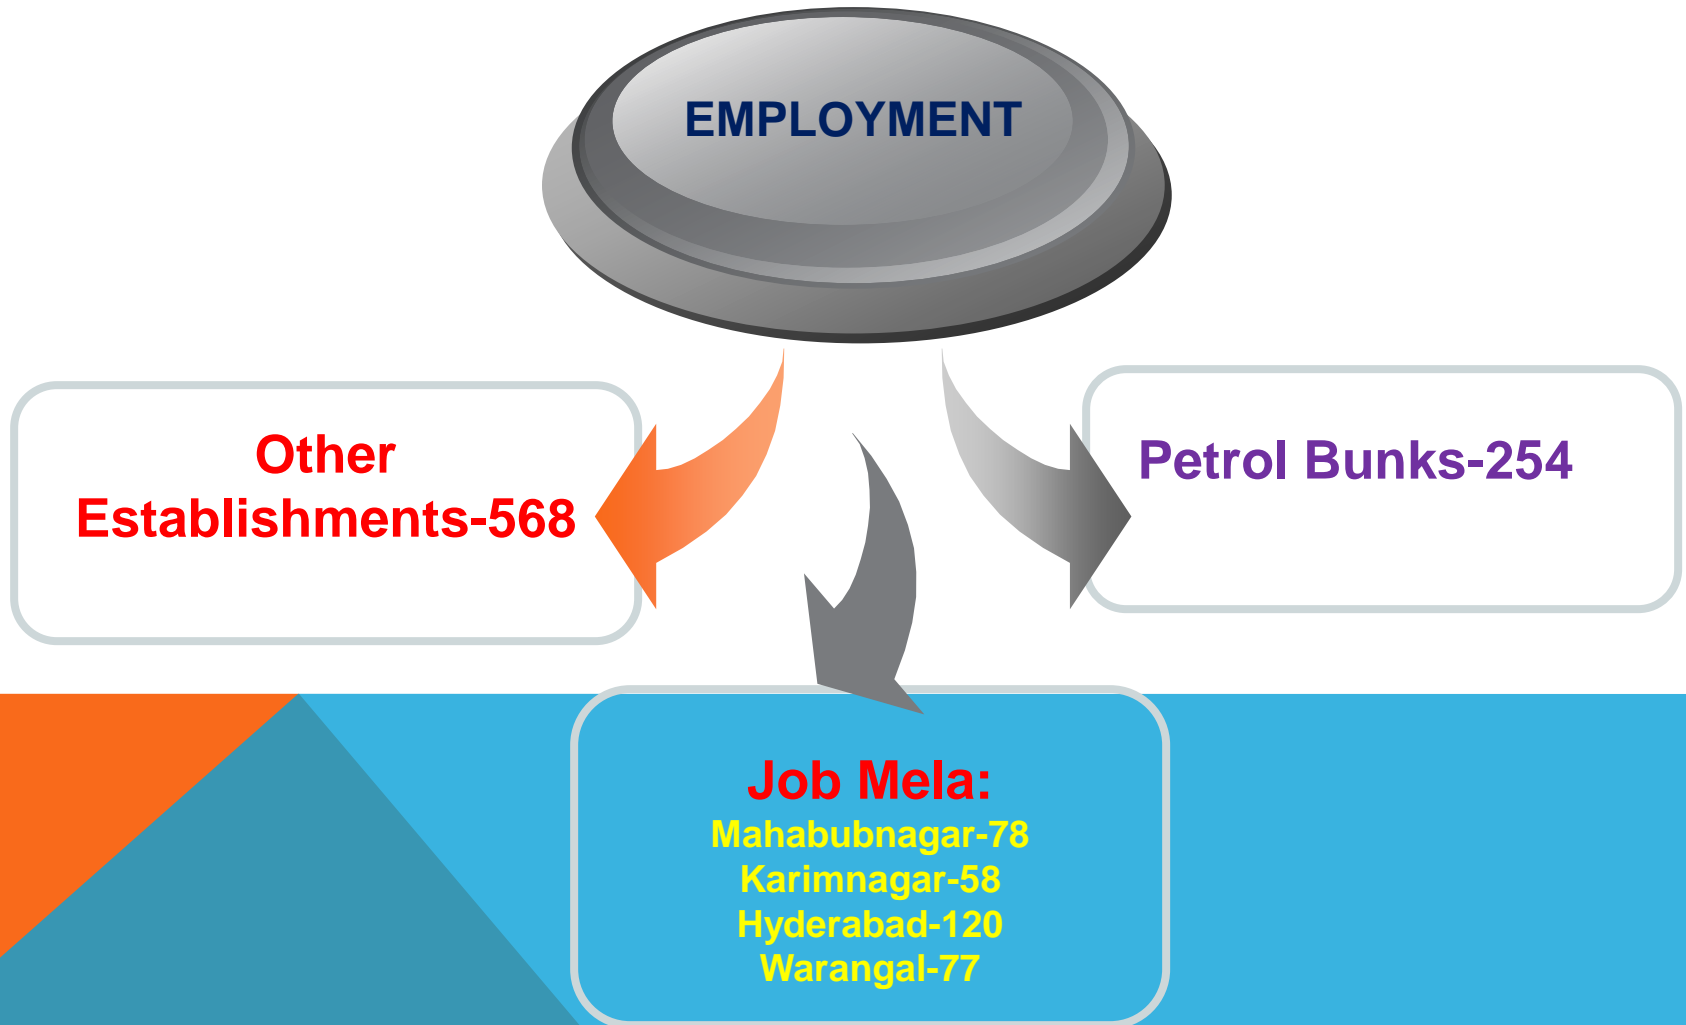 EMPLOYMENT
Other
Establishments-568
Petrol Bunks-254
Job Mela:
Mahabubnagar-78
Karimnagar-58
Hyderabad-120
Warangal-77